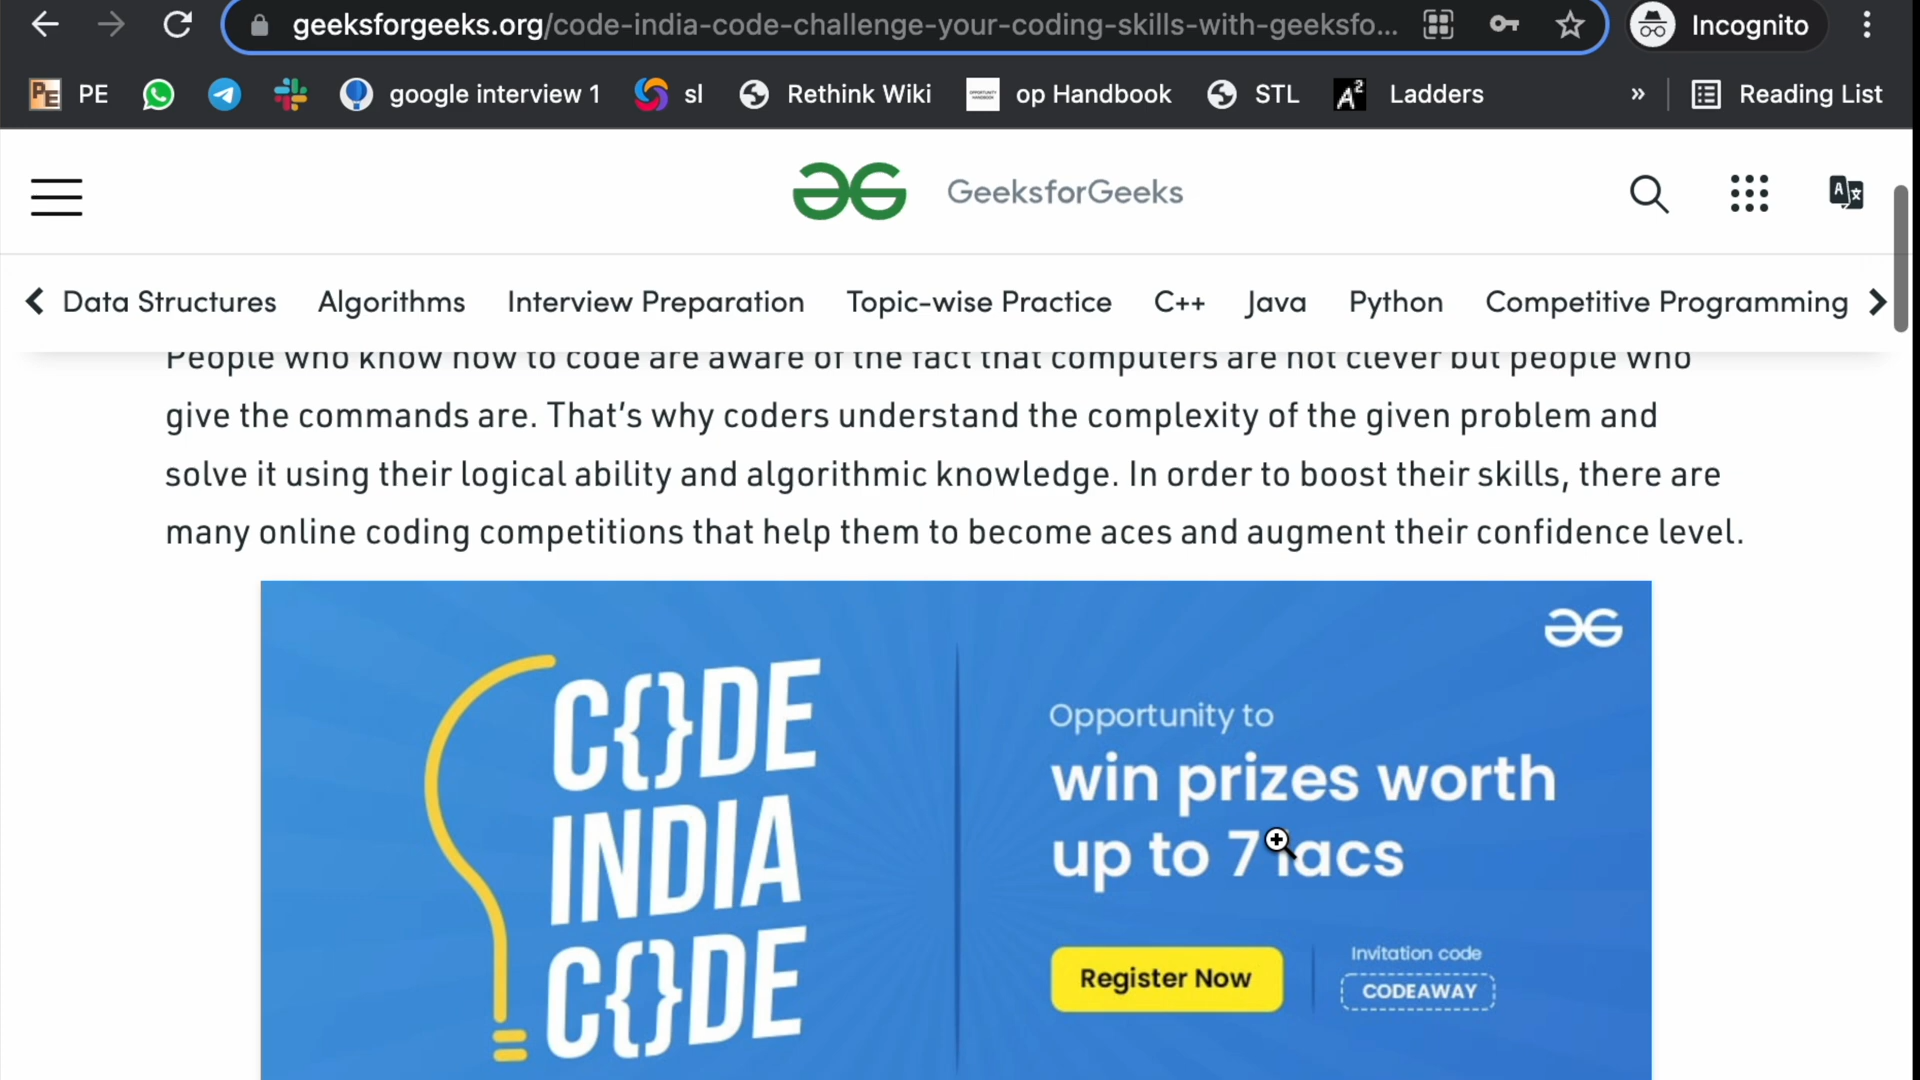 geeksforgeeks.org/code-india-code-challenge-your-coding-skills-with-geeksfo...
Incognito
PE
google interview 1
sl
Rethink Wiki
op Handbook
STL
A2
Ladders
»
Reading List
GeeksforGeeks
Data Structures
Algorithms
Interview Preparation
Topic-wise Practice
C++
Java
Python
Competitive Programming
People who know how to code are aware of the fact that computers are not clever but people who
give the commands are. That's why coders understand the complexity of the given problem and
solve it using their logical ability and algorithmic knowledge. In order to boost their skills, there are
many online coding competitions that help them to become aces and augment their confidence level.
C{}DE
INDIA
C{}DE
Opportunity to
win prizes worth
up to 7 lacs
Register Now
Invitation code
CODEAWAY